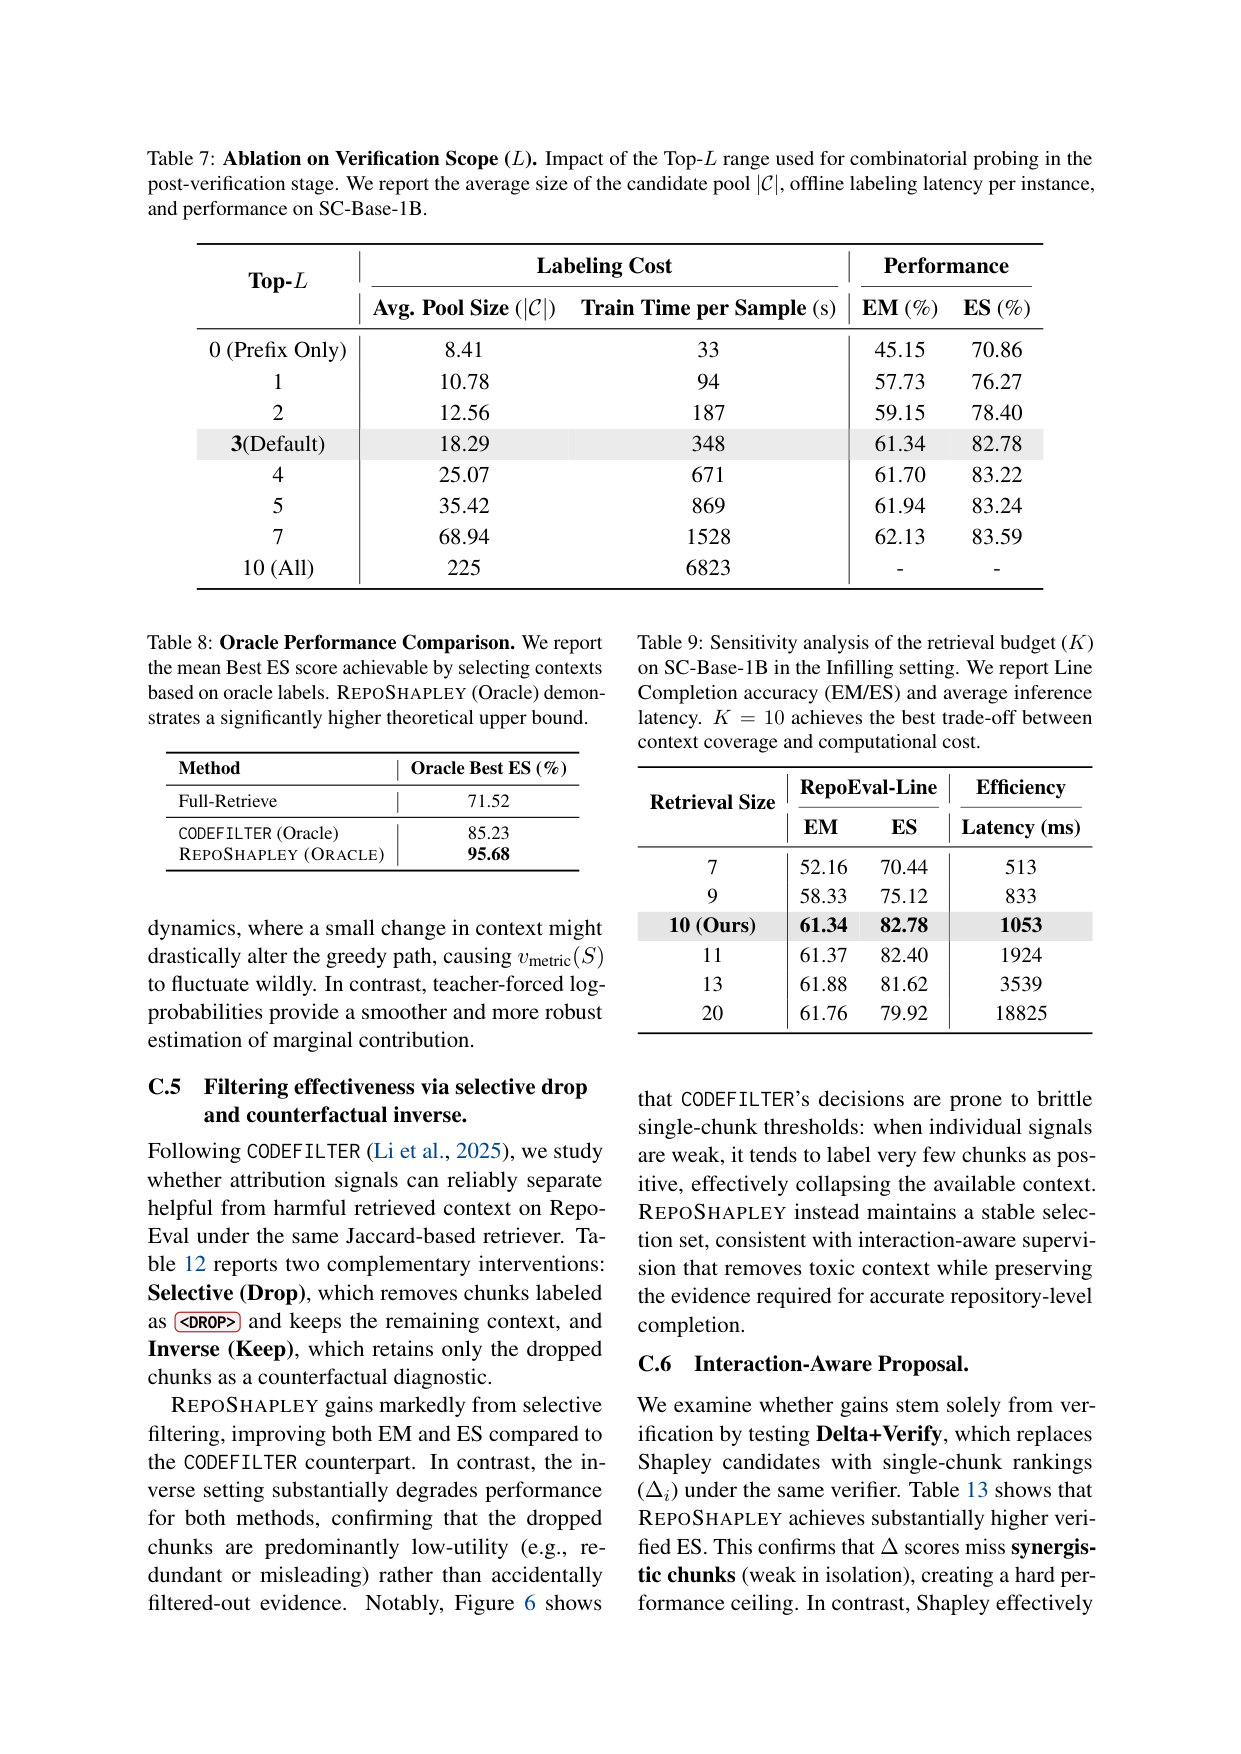 Table 7: Ablation on Verification Scope (L). Impact of the Top-L range used for combinatorial probing in the
post-verification stage. We report the average size of the candidate pool |C|, offline labeling latency per instance,
and performance on SC-Base-1B.
Top-L Labeling Cost Performance
Avg. Pool Size (|C|) Train Time per Sample (s) EM (%) ES (%)
0 (Prefix Only) 8.41 33 45.15 70.86
1 10.78 94 57.73 76.27
2 12.56 187 59.15 78.40
3(Default) 18.29 348 61.34 82.78
4 25.07 671 61.70 83.22
5 35.42 869 61.94 83.24
7 68.94 1528 62.13 83.59
10 (All) 225 6823 - -
Table 8: Oracle Performance Comparison. We report
the mean Best ES score achievable by selecting contexts
based on oracle labels. REPOSHAPLEY (Oracle) demon-
strates a significantly higher theoretical upper bound.
Method Oracle Best ES (%)
Full-Retrieve 71.52
CODEFILTER (Oracle) 85.23
REPOSHAPLEY (ORACLE) 95.68
dynamics, where a small change in context might
drastically alter the greedy path, causing vmetric(S)
to fluctuate wildly. In contrast, teacher-forced log-
probabilities provide a smoother and more robust
estimation of marginal contribution.
C.5 Filtering effectiveness via selective drop
and counterfactual inverse.
Following CODEFILTER (Li et al., 2025), we study
whether attribution signals can reliably separate
helpful from harmful retrieved context on Repo-
Eval under the same Jaccard-based retriever. Ta-
ble 12 reports two complementary interventions:
Selective (Drop), which removes chunks labeled
as <DROP> and keeps the remaining context, and
Inverse (Keep), which retains only the dropped
chunks as a counterfactual diagnostic.
REPOSHAPLEY gains markedly from selective
filtering, improving both EM and ES compared to
the CODEFILTER counterpart. In contrast, the in-
verse setting substantially degrades performance
for both methods, confirming that the dropped
chunks are predominantly low-utility (e.g., re-
dundant or misleading) rather than accidentally
filtered-out evidence. Notably, Figure 6 shows
Table 9: Sensitivity analysis of the retrieval budget (K)
on SC-Base-1B in the Infilling setting. We report Line
Completion accuracy (EM/ES) and average inference
latency. K = 10 achieves the best trade-off between
context coverage and computational cost.
Retrieval Size RepoEval-Line Efficiency
EM ES Latency (ms)
7 52.16 70.44 513
9 58.33 75.12 833
10 (Ours) 61.34 82.78 1053
11 61.37 82.40 1924
13 61.88 81.62 3539
20 61.76 79.92 18825
that CODEFILTER's decisions are prone to brittle
single-chunk thresholds: when individual signals
are weak, it tends to label very few chunks as pos-
itive, effectively collapsing the available context.
REPOSHAPLEY instead maintains a stable selec-
tion set, consistent with interaction-aware supervi-
sion that removes toxic context while preserving
the evidence required for accurate repository-level
completion.
C.6 Interaction-Aware Proposal.
We examine whether gains stem solely from ver-
ification by testing Delta+Verify, which replaces
Shapley candidates with single-chunk rankings
(Δi) under the same verifier. Table 13 shows that
REPOSHAPLEY achieves substantially higher veri-
fied ES. This confirms that Δ scores miss synergis-
tic chunks (weak in isolation), creating a hard per-
formance ceiling. In contrast, Shapley effectively